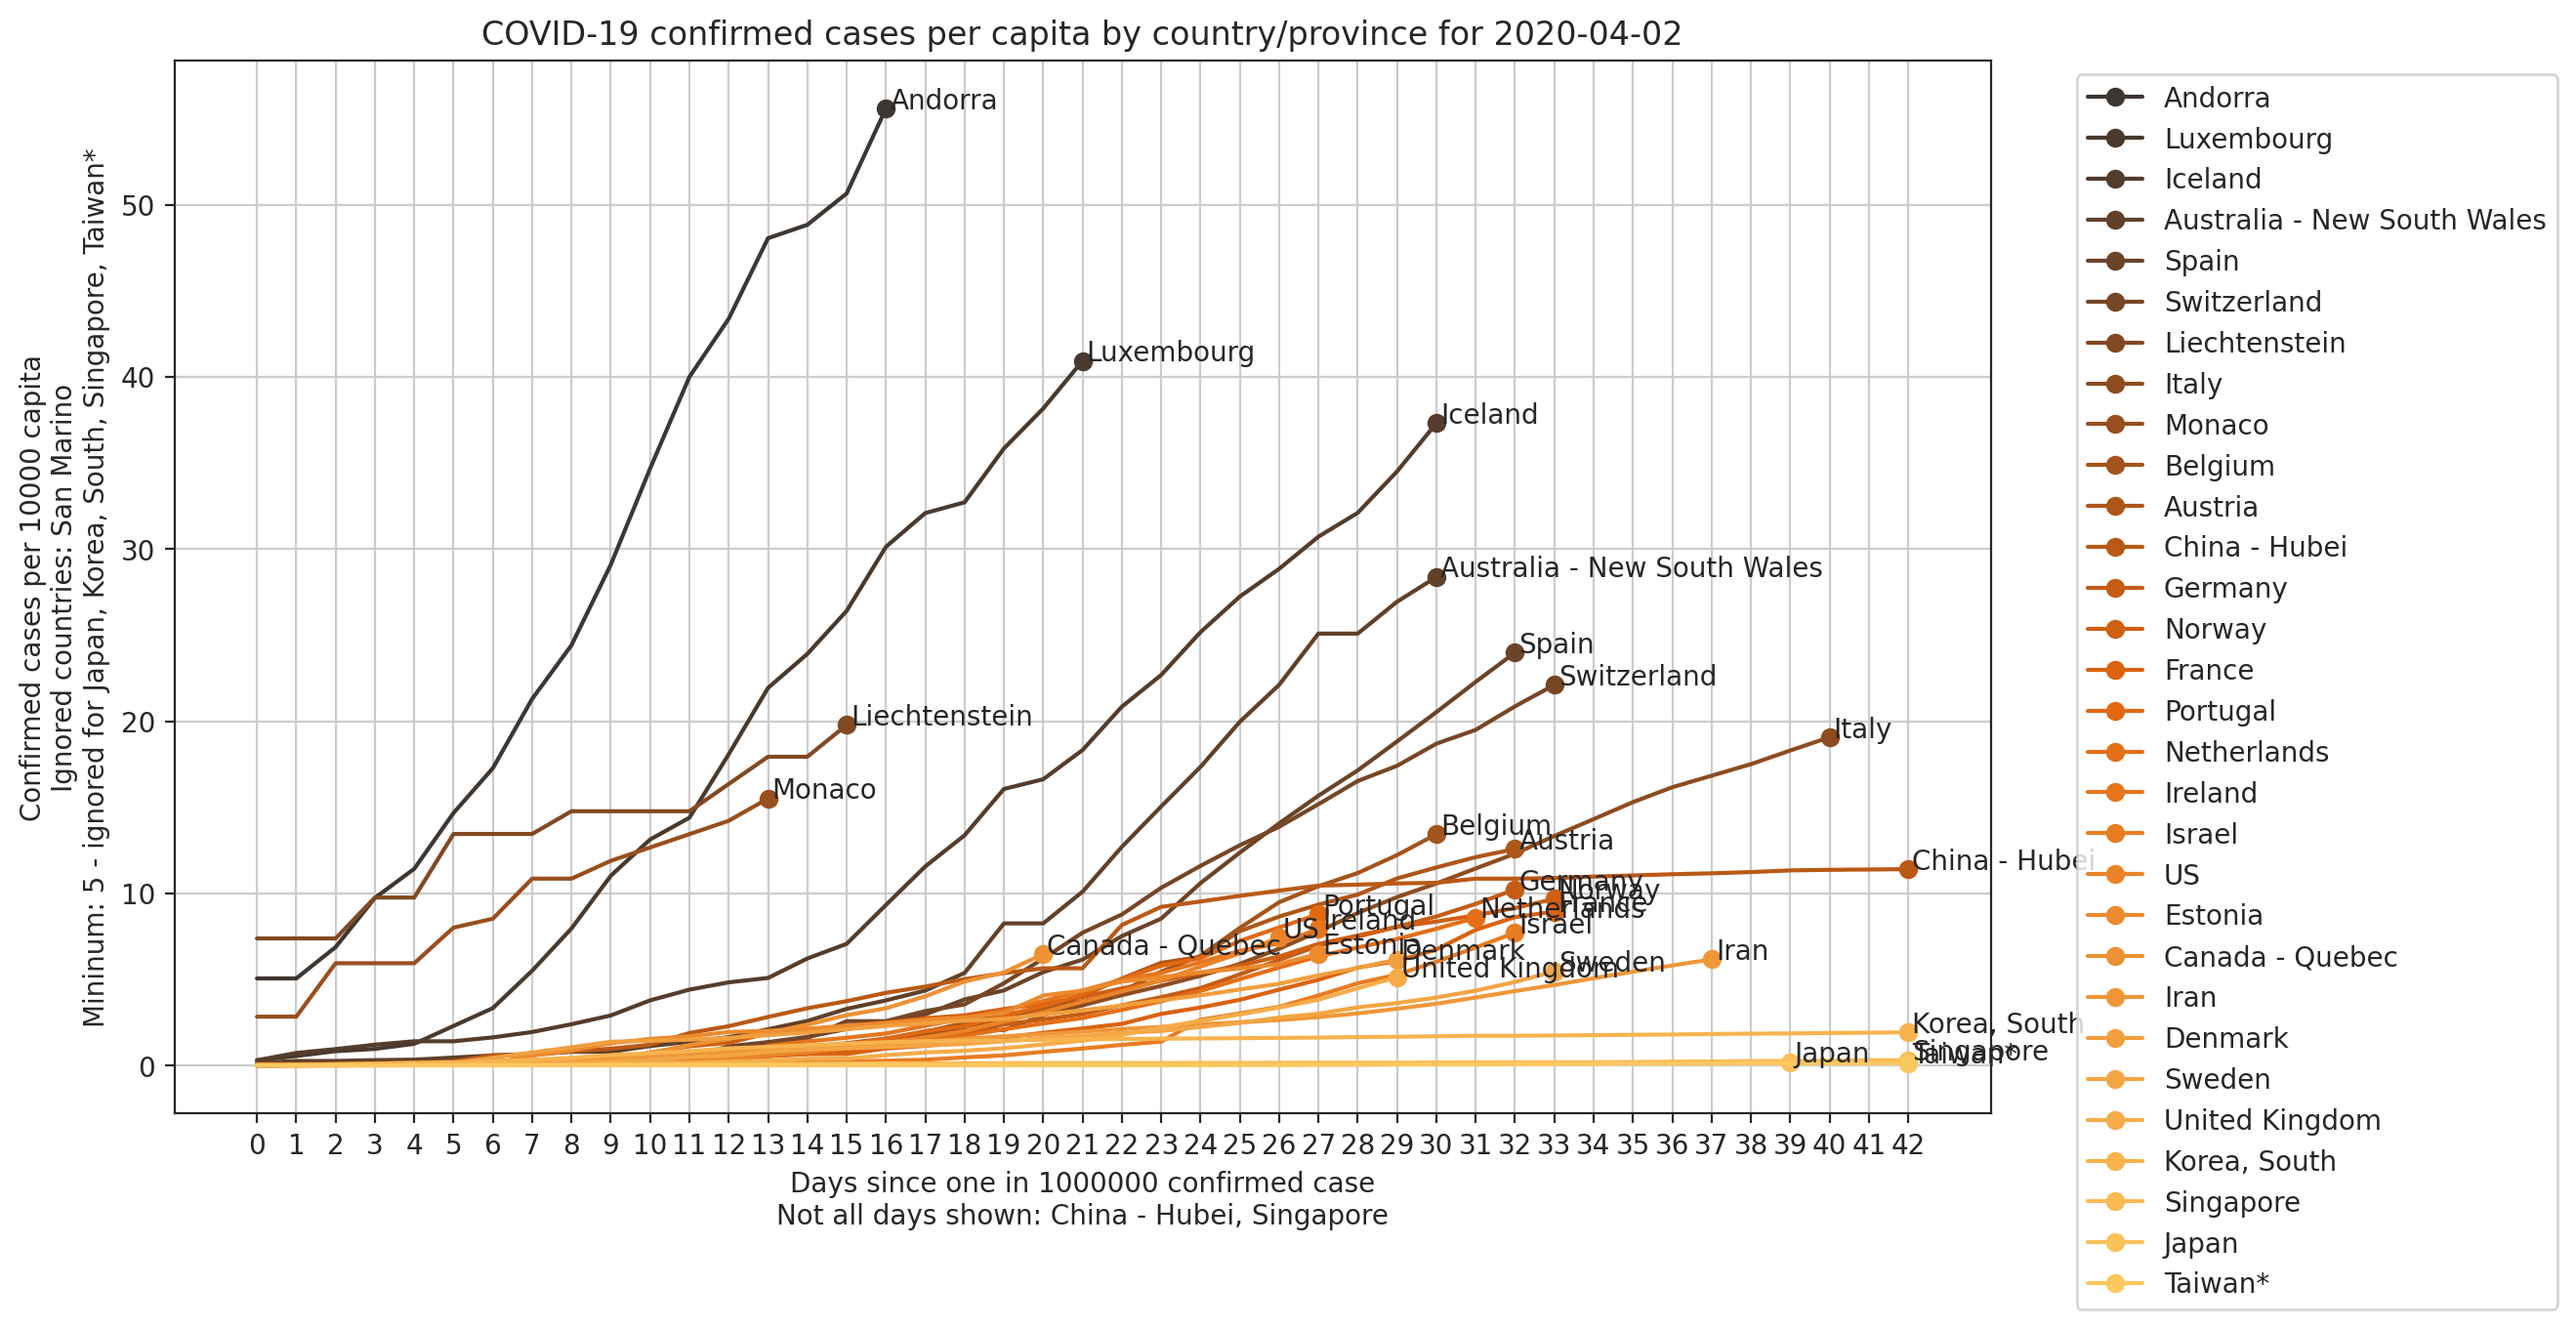 COVID-19 confirmed cases per capita by country/province for 2020-04-02
Confirmed cases per 10000 capita
Ignored countries: San Marino
Mininum: 5 - ignored for Japan, Korea, South, Singapore, Taiwan*
50
40
30
20
10
0
Andorra
Luxembourg
Iceland
Australia - New South Wales
Spain
Switzerland
Liechtenstein
Italy
Monaco
Belgium
Austria
China - Hubei
Germany
Norway
France
Portugal
Netherlands
Ireland
Israel
US
Estonia
Canada - Quebec
Denmark
Iran
Sweden
United Kingdom
Korea, South
Singapore
Taiwan*
Japan
0 1 2 3 4 5 6 7 8 9 10 11 12 13 14 15 16 17 18 19 20 21 22 23 24 25 26 27 28 29 30 31 32 33 34 35 36 37 38 39 40 41 42
Days since one in 1000000 confirmed case
Not all days shown: China - Hubei, Singapore
Andorra
Luxembourg
Iceland
Australia - New South Wales
Spain
Switzerland
Liechtenstein
Italy
Monaco
Belgium
Austria
China - Hubei
Germany
Norway
France
Portugal
Netherlands
Ireland
Israel
US
Estonia
Canada - Quebec
Iran
Denmark
Sweden
United Kingdom
Korea, South
Singapore
Japan
Taiwan*